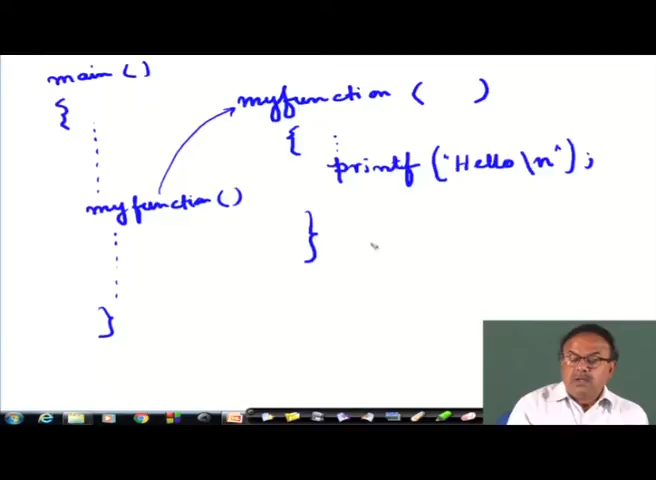 main ()
{
myfunction ()
}
myfunction ( )
{
printf ("Hello \n");
}